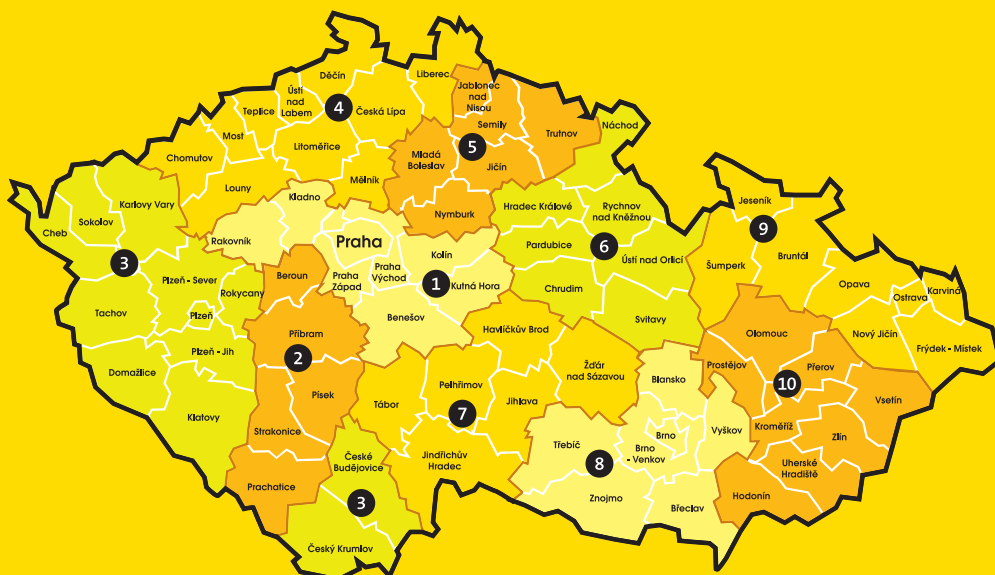 Děčín
Liberec
Ústí
nad
Labem
4
Česká Lípa
Teplice
Most
Litoměřice
Chomutov
Louny
Mělník
Jablonec
nad
Nisou
Semily
Trutnov
5
Mladá
Boleslav
Jičín
Nymburk
Náchod
Hradec Králové
Rychnov
nad Kněžnou
Pardubice
6
Ústí nad Orlicí
Chrudim
Svitavy
Jeseník
9
Bruntál
Šumperk
Opava
Ostrava
Karviná
Nový Jičín
Frýdek - Místek
Karlovy Vary
Sokolov
Cheb
3
Plzeň - Sever
Rokycany
Tachov
Plzeň
Plzeň - Jih
Domažlice
Klatovy
Kladno
Rakovník
Praha
Praha
Západ
Praha
Východ
Kolín
1
Kutná Hora
Benešov
Beroun
Příbram
2
Písek
Strakonice
Prachatice
České
Budějovice
3
Český Krumlov
Havlíčkův Brod
Pelhřimov
Tábor
7
Jihlava
Jindřichův
Hradec
Žďár
nad Sázavou
Blansko
Třebíč
8
Brno
Brno
- Venkov
Vyškov
Znojmo
Břeclav
Olomouc
Prostějov
Přerov
10
Vsetín
Kroměříž
Zlín
Uherské
Hradiště
Hodonín